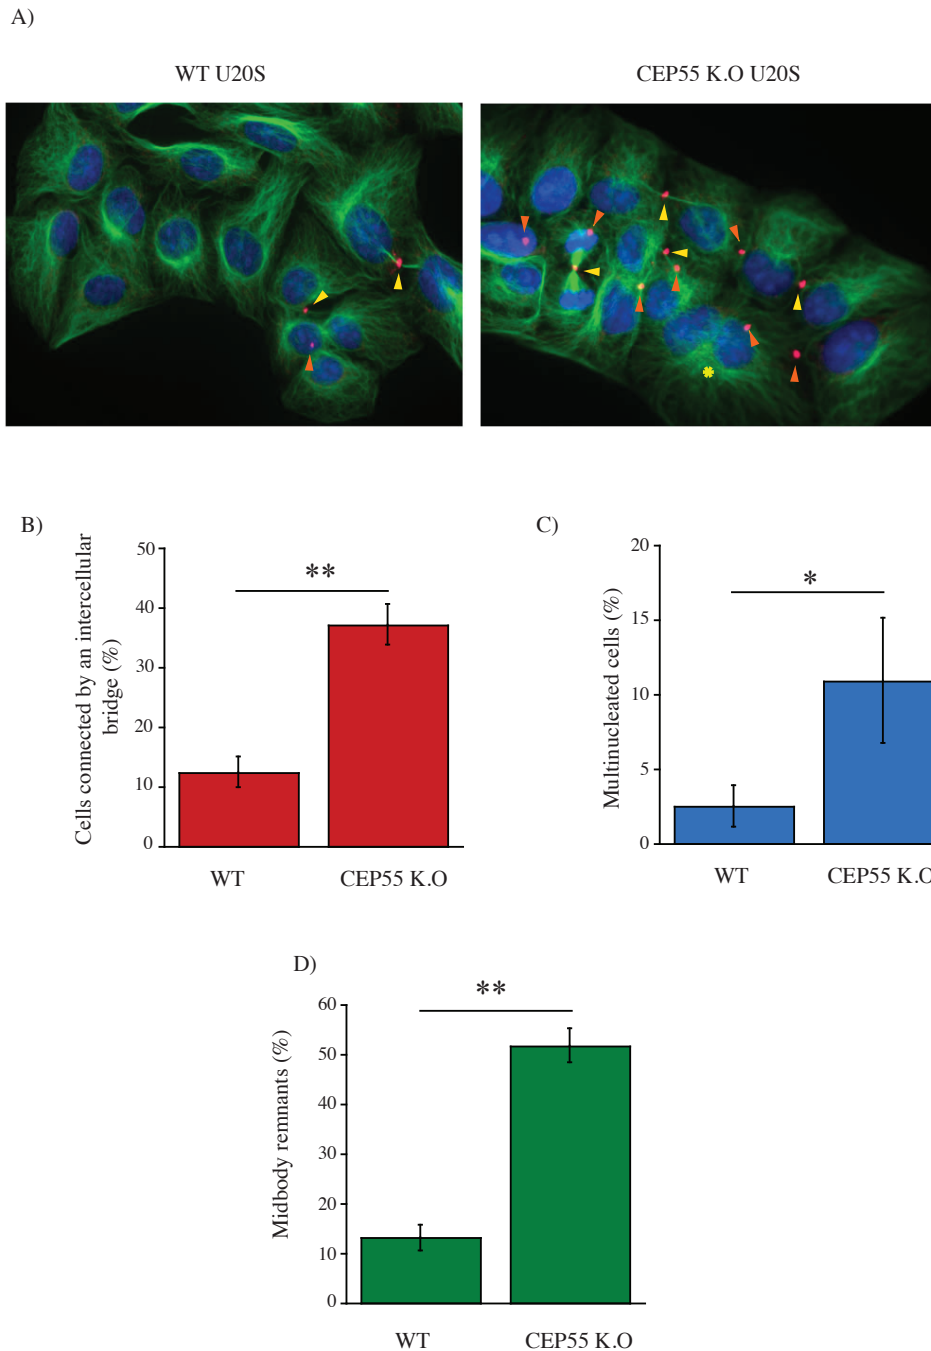 A)
WT U20S
CEP55 K.O U20S
B)
Cells connected by an intercellular
bridge (%)
50
40
30
20
10
0
**
WT
CEP55 K.O
C)
Multinucleated cells (%)
20
15
10
5
0
*
WT
CEP55 K.O
D)
Midbody remnants (%)
60
50
40
30
20
10
0
**
WT
CEP55 K.O